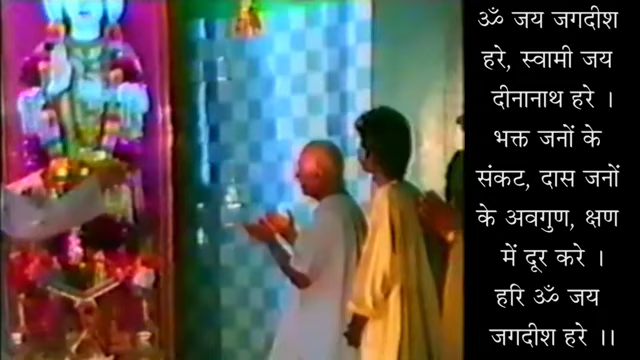 ॐ जय जगदीश
हरे, स्वामी जय
दीनानाथ हरे ।
भक्त जनों के
संकट, दास जनों
के अवगुण, क्षण
में दूर करे ।
हरि ॐ जय
जगदीश हरे ।।